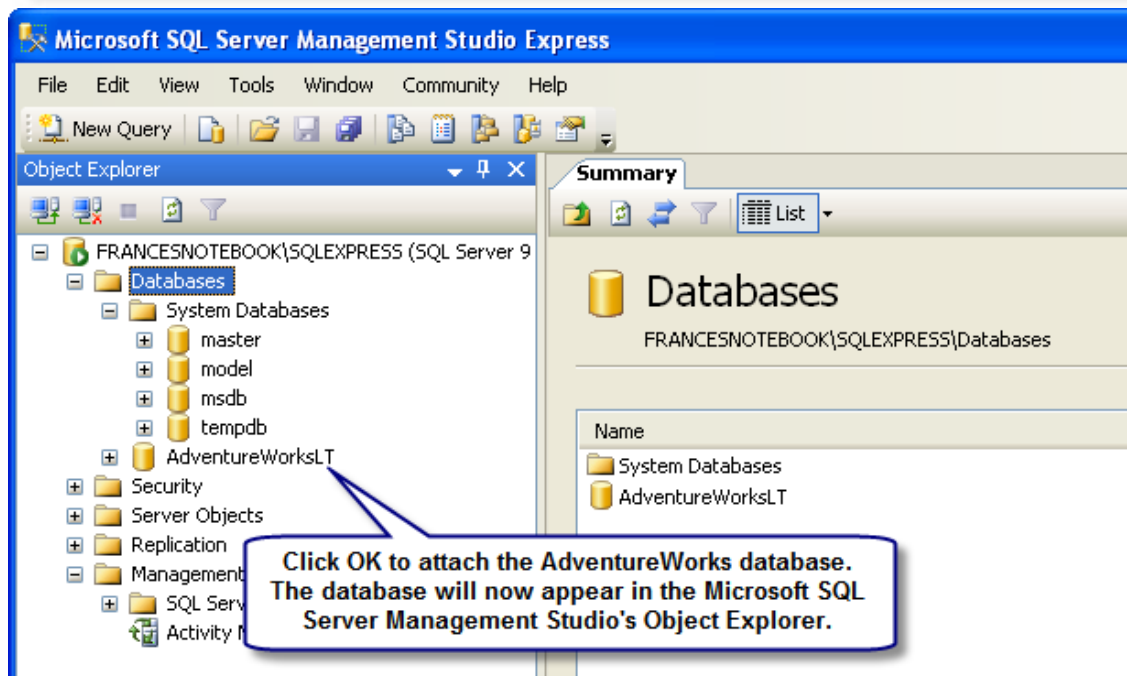 Microsoft SQL Server Management Studio Express
File Edit View Tools Window Community Help
New Query
Object Explorer
FRANCESNOTEBOOK\SQLEXPRESS (SQL Server 9
Databases
System Databases
master
model
msdb
tempdb
AdventureWorksLT
Security
Server Objects
Replication
Management
SQL Serv
Activity
Summary
List
Databases
FRANCESNOTEBOOK\SQLEXPRESS\Databases
Name
System Databases
AdventureWorksLT
Click OK to attach the AdventureWorks database.
The database will now appear in the Microsoft SQL
Server Management Studio's Object Explorer.